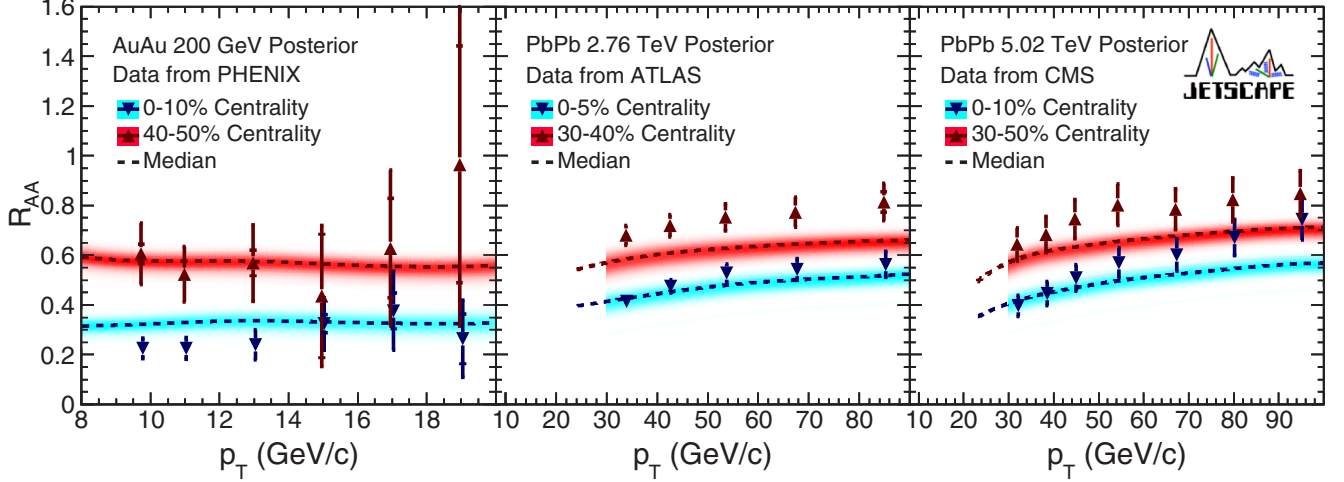 R_AA
1.6
1.4
1.2
1
0.8
0.6
0.4
0.2
0
AuAu 200 GeV Posterior
Data from PHENIX
0-10% Centrality
40-50% Centrality
Median
8 10 12 14 16 18
p_T (GeV/c)
PbPb 2.76 TeV Posterior
Data from ATLAS
0-5% Centrality
30-40% Centrality
Median
10 20 30 40 50 60 70 80
p_T (GeV/c)
PbPb 5.02 TeV Posterior
Data from CMS
0-10% Centrality
30-50% Centrality
Median
JETSCAPE
10 20 30 40 50 60 70 80 90
p_T (GeV/c)